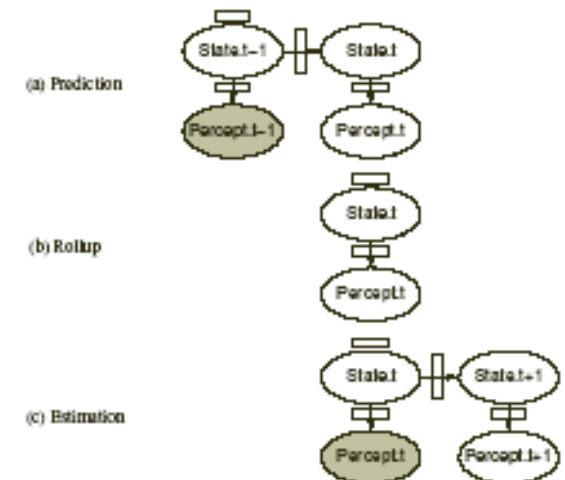 State.t−1 State.t
(a) Prediction
Percept.t−1 Percept.t
State.t
(b) Rollup
Percept.t
State.t State.t+1
(c) Estimation
Percept.t Percept.t+1